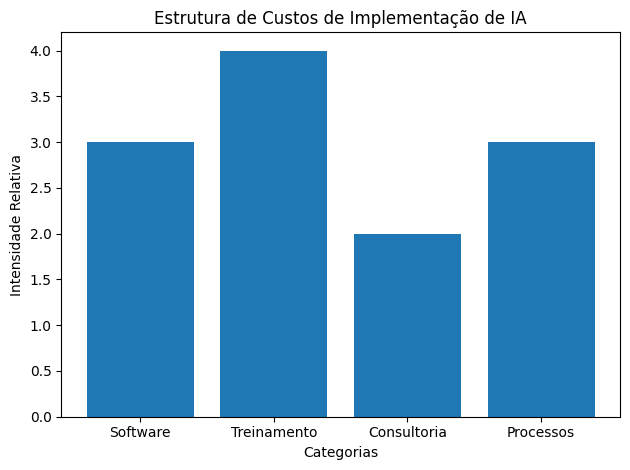 Estrutura de Custos de Implementação de IA
Intensidade Relativa
4.0
3.5
3.0
2.5
2.0
1.5
1.0
0.5
0.0
Software Treinamento Consultoria Processos
Categorias